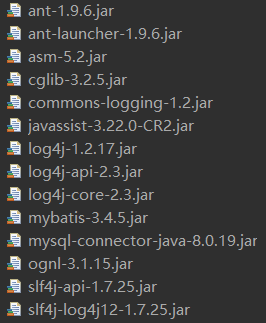 ant-1.9.6.jar
ant-launcher-1.9.6.jar
asm-5.2.jar
cglib-3.2.5.jar
commons-logging-1.2.jar
javassist-3.22.0-CR2.jar
log4j-1.2.17.jar
log4j-api-2.3.jar
log4j-core-2.3.jar
mybatis-3.4.5.jar
mysql-connector-java-8.0.19.jar
ognl-3.1.15.jar
slf4j-api-1.7.25.jar
slf4j-log4j12-1.7.25.jar